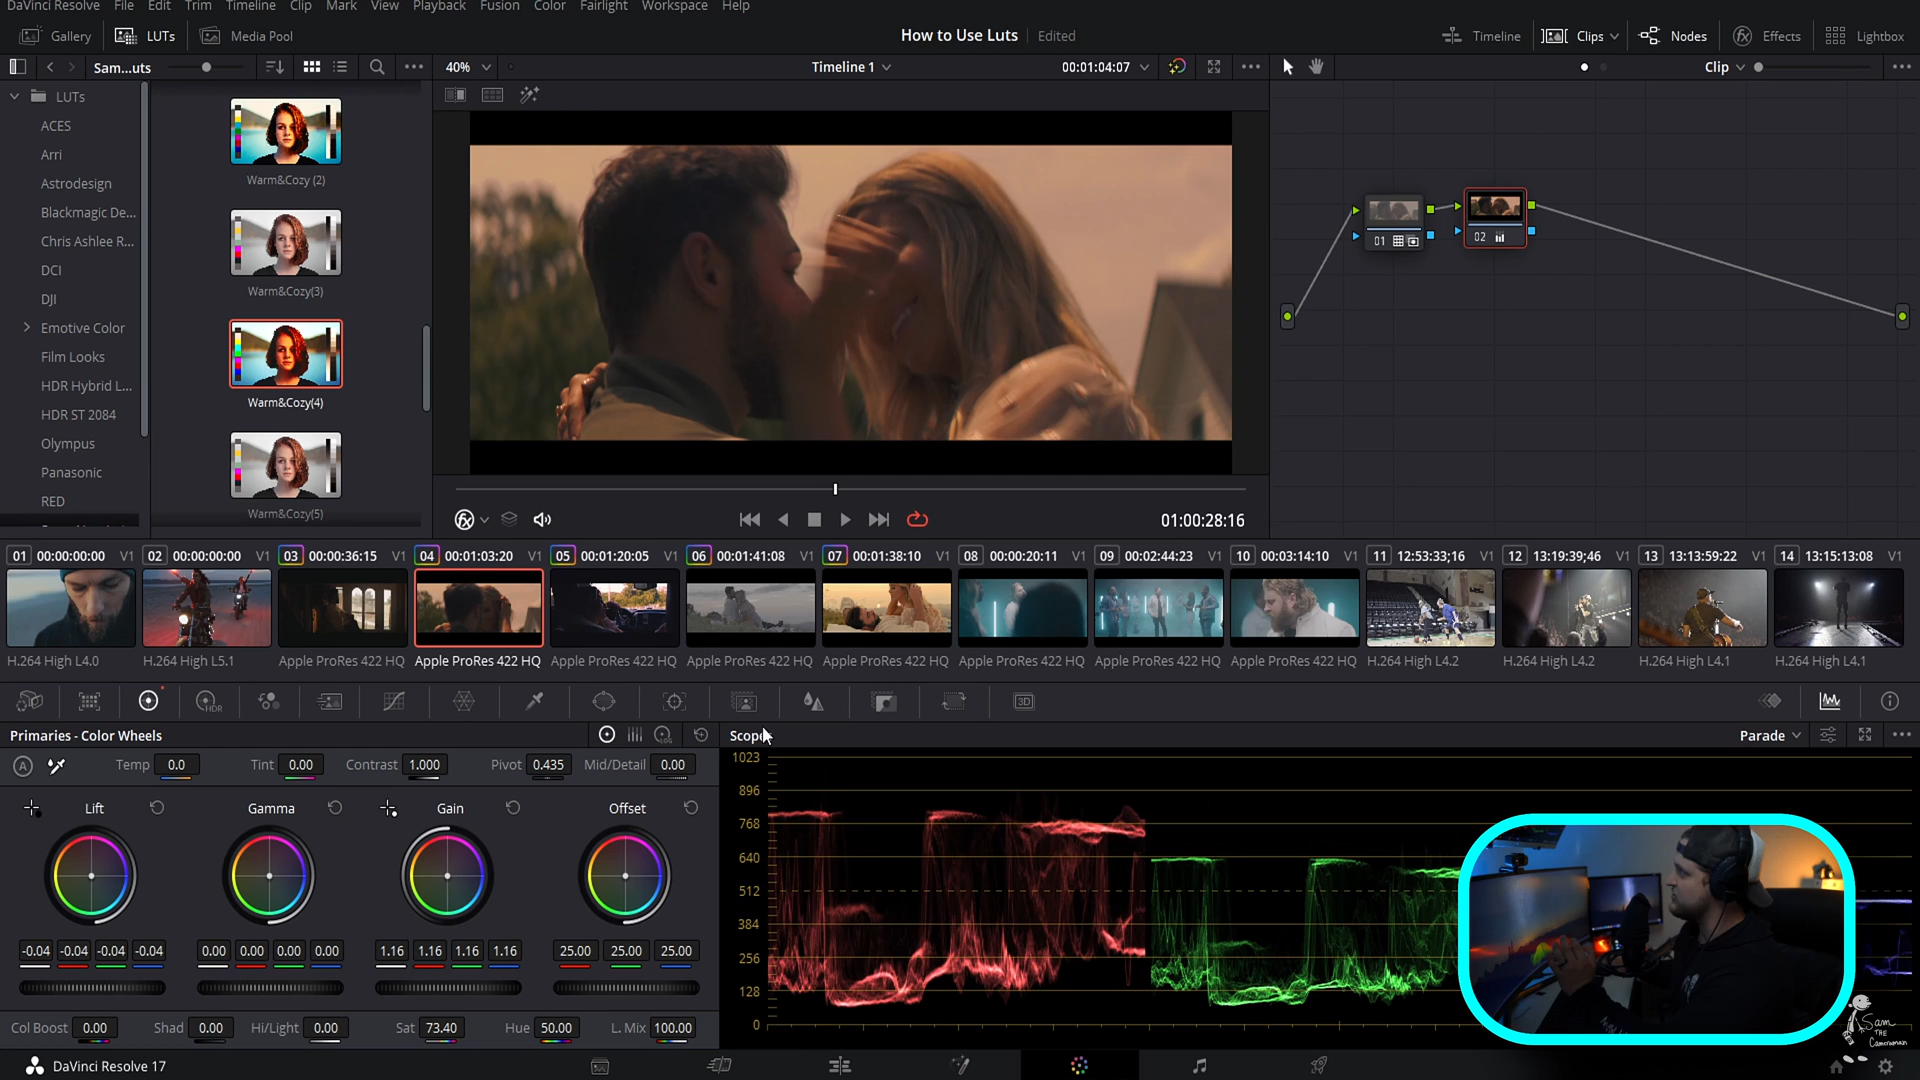 DaVinci Resolve File Edit Trim Timeline Clip Mark View Playback Fusion Color Fairlight Workspace Help
Gallery LUTs Media Pool How to Use Luts Edited Timeline Clips Nodes Effects Lightbox
Sam...uts 40% Timeline 1 00:01:04:07 Clip
LUTs
ACES
Arri
Astrodesign
Blackmagic De...
Chris Ashlee R...
DCI
DJI
Emotive Color
Film Looks
HDR Hybrid L...
HDR ST 2084
Olympus
Panasonic
RED
Warm&Cozy (2)
Warm&Cozy(3)
Warm&Cozy(4)
Warm&Cozy(5)
01:00:28:16
01
02
01 00:00:00:00 V1 02 00:00:00:00 V1 03 00:00:36:15 V1 04 00:01:03:20 V1 05 00:01:20:05 V1 06 00:01:41:08 V1 07 00:01:38:10 V1 08 00:00:20:11 V1 09 00:02:44:23 V1 10 00:03:14:10 V1 11 12:53:33;16 V1 12 13:19:39;46 V1 13 13:13:59:22 V1 14 13:15:13:08 V1
H.264 High L4.0 H.264 High L5.1 Apple ProRes 422 HQ Apple ProRes 422 HQ Apple ProRes 422 HQ Apple ProRes 422 HQ Apple ProRes 422 HQ Apple ProRes 422 HQ Apple ProRes 422 HQ Apple ProRes 422 HQ H.264 High L4.2 H.264 High L4.2 H.264 High L4.1 H.264 High L4.1
HDR 3D
Primaries - Color Wheels LOG
A Temp 0.0 Tint 0.00 Contrast 1.000 Pivot 0.435 Mid/Detail 0.00
Lift Gamma Gain Offset
-0.04 -0.04 -0.04 -0.04 0.00 0.00 0.00 0.00 1.16 1.16 1.16 1.16 25.00 25.00 25.00
Col Boost 0.00 Shad 0.00 Hi/Light 0.00 Sat 73.40 Hue 50.00 L. Mix 100.00
Parade
1023
896
768
640
512
384
256
128
0
Sam
THE
Cameraman
DaVinci Resolve 17